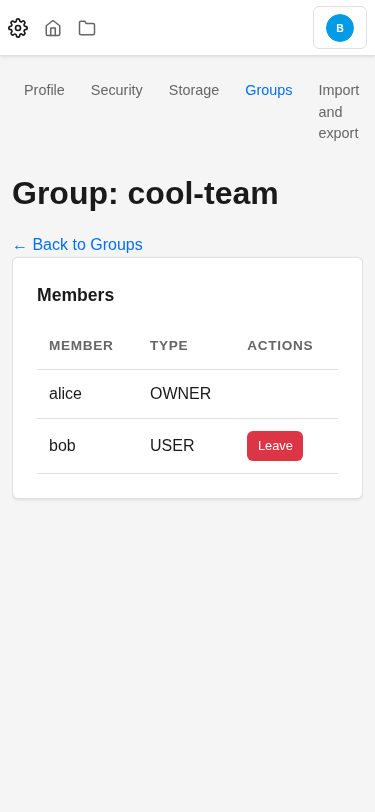 B
Profile Security Storage Groups Import
and
export
Group: cool-team
← Back to Groups
Members
MEMBER TYPE ACTIONS
alice OWNER
bob USER Leave